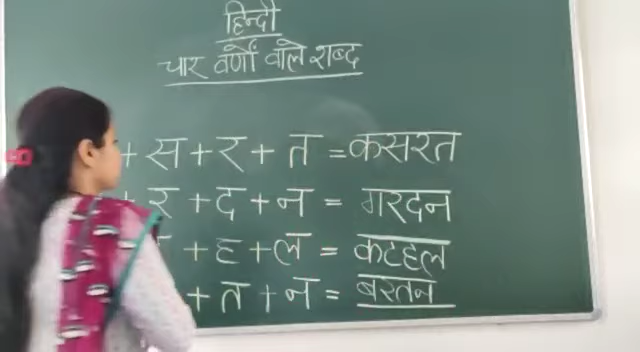 हिन्दी
चार वर्णों वाले शब्द
+ स + र + त = कसरत
+ र + द + न = गरदन
+ ह + ल = कटहल
+ त + न = बरतन